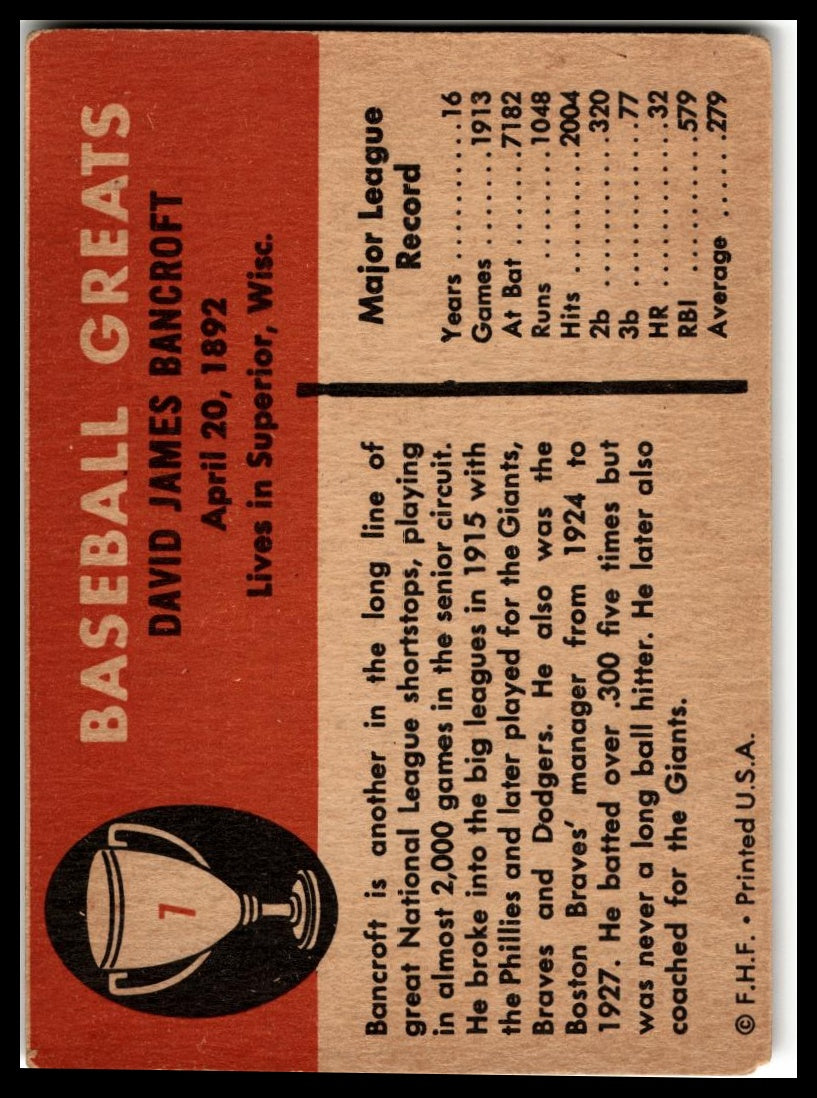 7
BASEBALL GREATS
DAVID JAMES BANCROFT
April 20, 1892
Lives in Superior, Wisc.
Bancroft is another in the long line of
great National League shortstops, playing
in almost 2,000 games in the senior circuit.
He broke into the big leagues in 1915 with
the Phillies and later played for the Giants,
Braves and Dodgers. He also was the
Boston Braves' manager from 1924 to
1927. He batted over .300 five times but
was never a long ball hitter. He later also
coached for the Giants.
Major League
Record
Years ..........16
Games .......1913
At Bat ........7182
Runs ........1048
Hits ..........2004
2b ............320
3b .............77
HR ............32
RBI ..........579
Average ......279
© F.H.F. • Printed U.S.A.